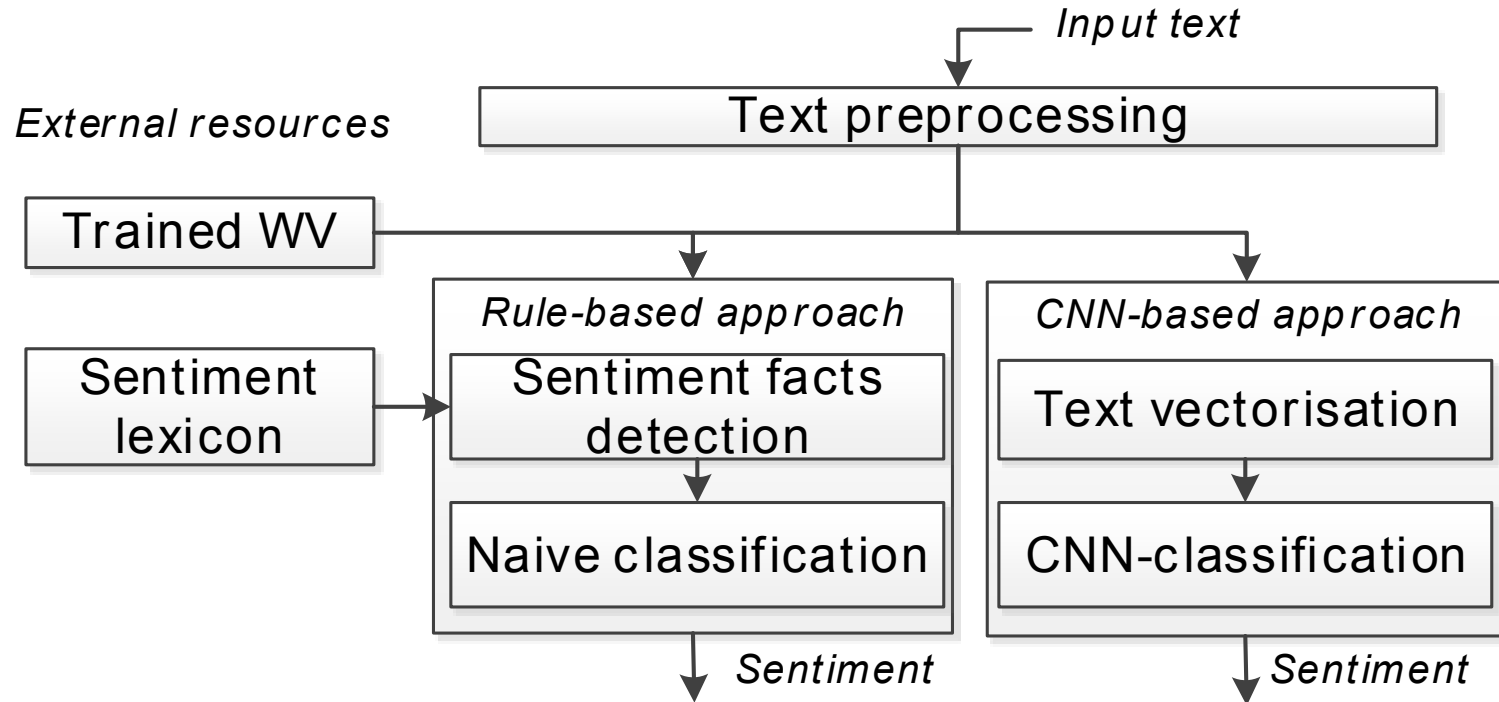 Input text
Text preprocessing
External resources
Trained WV
Rule-based approach
CNN-based approach
Sentiment
lexicon
Sentiment facts
detection
Text vectorisation
Naive classification
CNN-classification
Sentiment
Sentiment